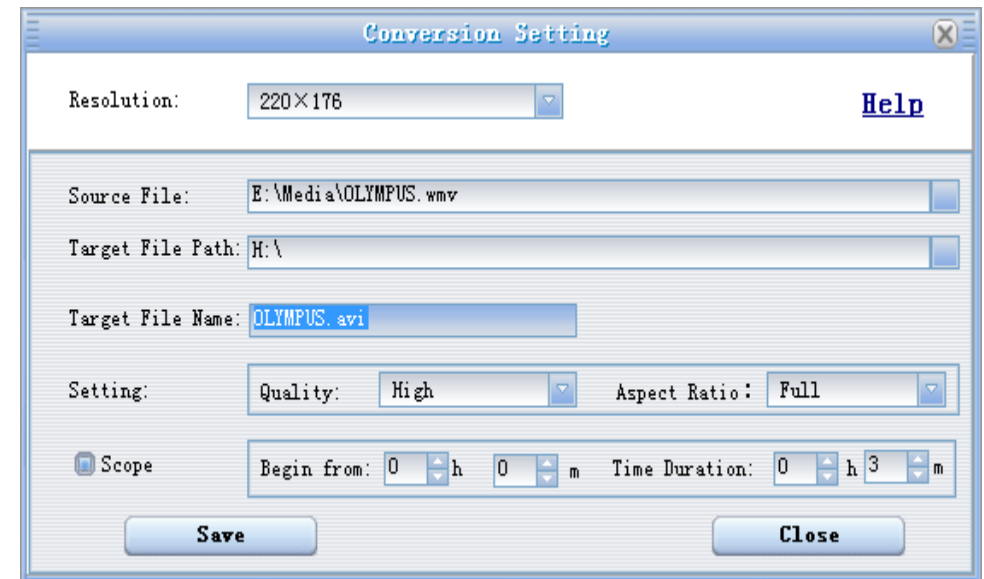 Conversion Setting
Resolution: 220×176 Help
Source File: E:\Media\OLYMPUS.wmv
Target File Path: H:\
Target File Name: OLYMPUS.avi
Setting: Quality: High Aspect Ratio: Full
Scope Begin from: 0 h 0 m Time Duration: 0 h 3 m
Save Close